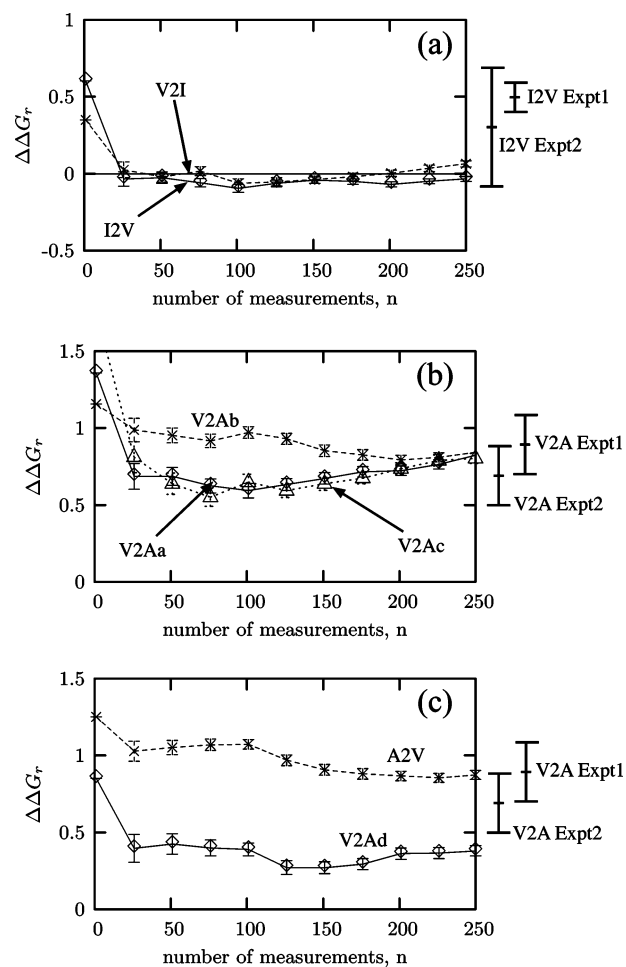 1
(a)
V2I
I2V Expt1
0.5
ΔΔG_r
I2V Expt2
0
I2V
-0.5
0 50 100 150 200 250
number of measurements, n
1.5
(b)
V2Ab
V2A Expt1
1
ΔΔG_r
V2A Expt2
0.5
V2Aa
V2Ac
0
0 50 100 150 200 250
number of measurements, n
1.5
(c)
A2V
V2A Expt1
1
ΔΔG_r
V2A Expt2
V2Ad
0.5
0
0 50 100 150 200 250
number of measurements, n